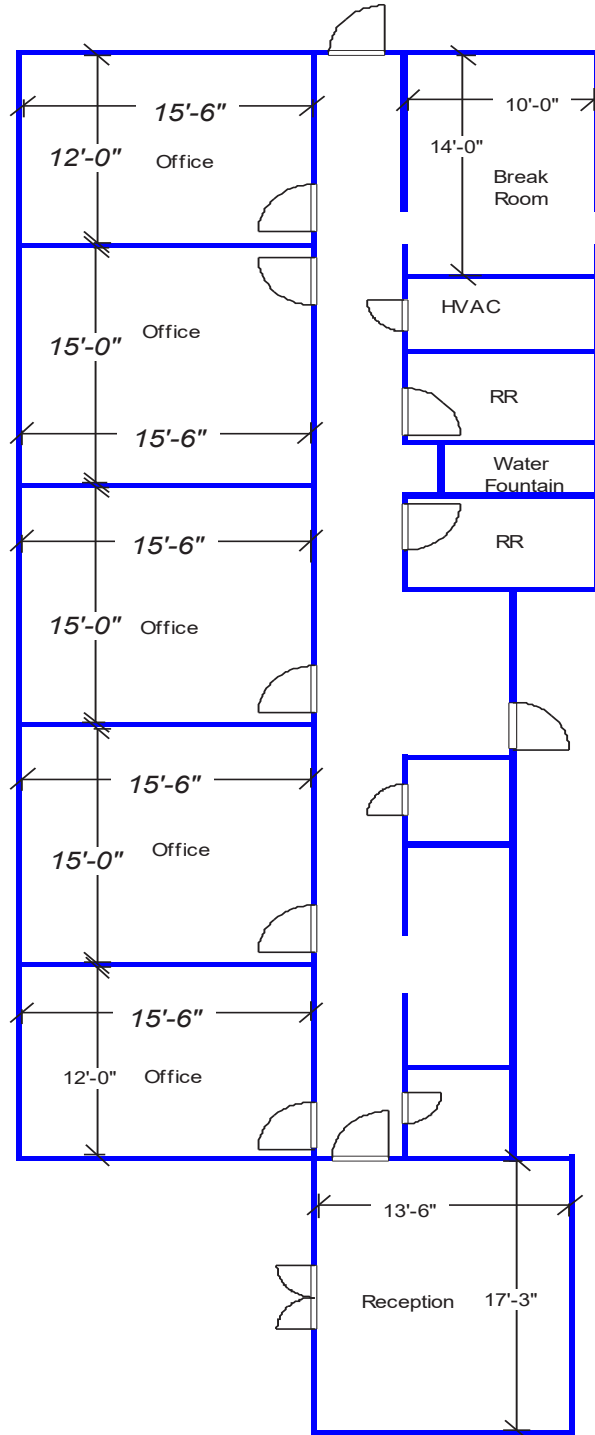 15'-6"
10'-0"
12'-0"
Office
14'-0"
Break
Room
HVAC
Office
15'-0"
RR
15'-6"
Water
Fountain
15'-6"
RR
15'-0"
Office
15'-6"
15'-0"
Office
15'-6"
12'-0"
Office
13'-6"
Reception
17'-3"